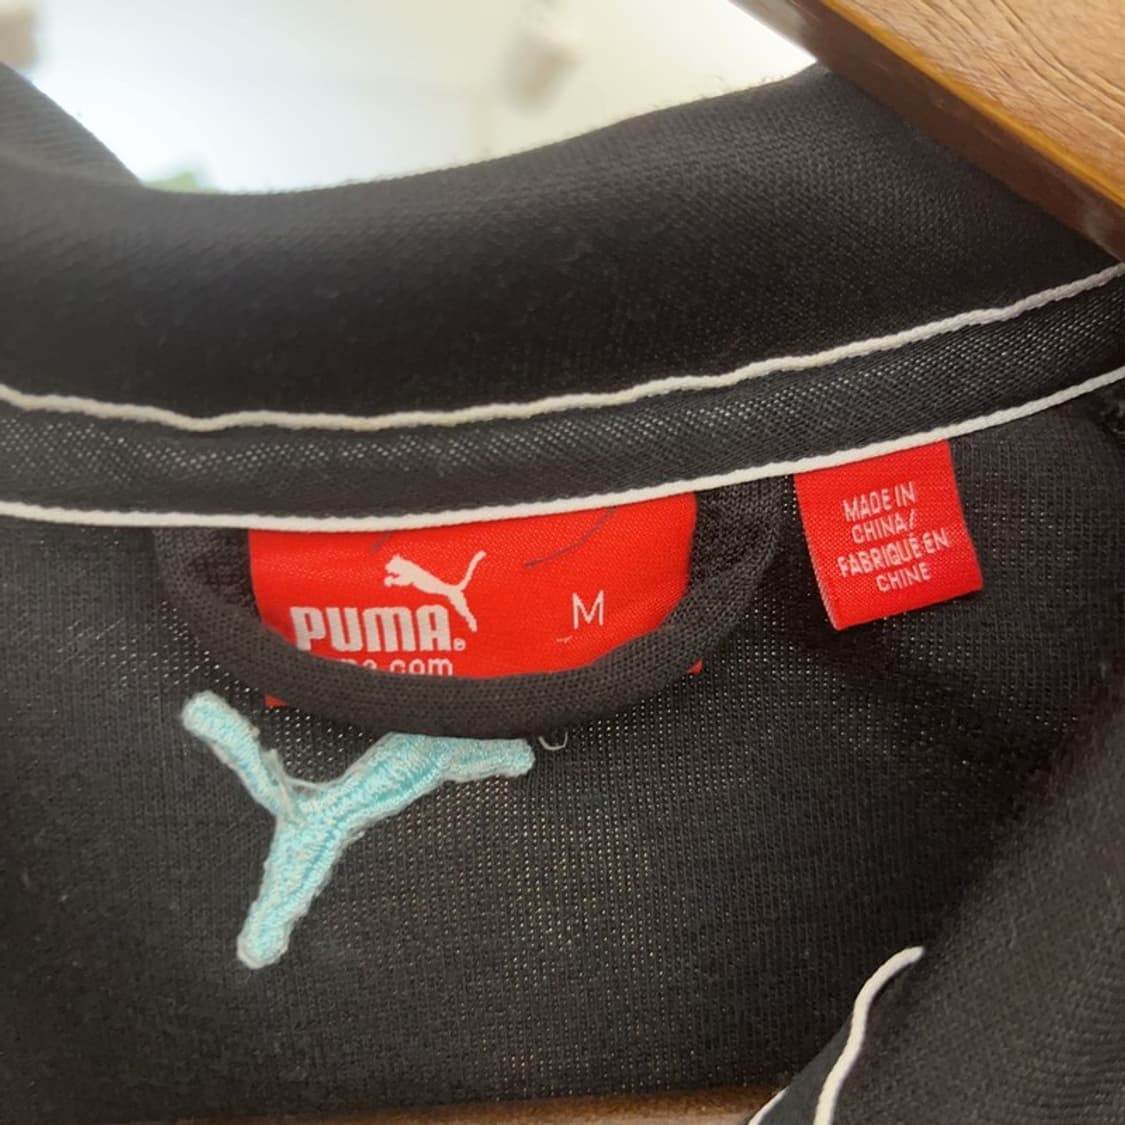 PUMA®
M
MADE IN
CHINA/
FABRIQUÉ EN
CHINE